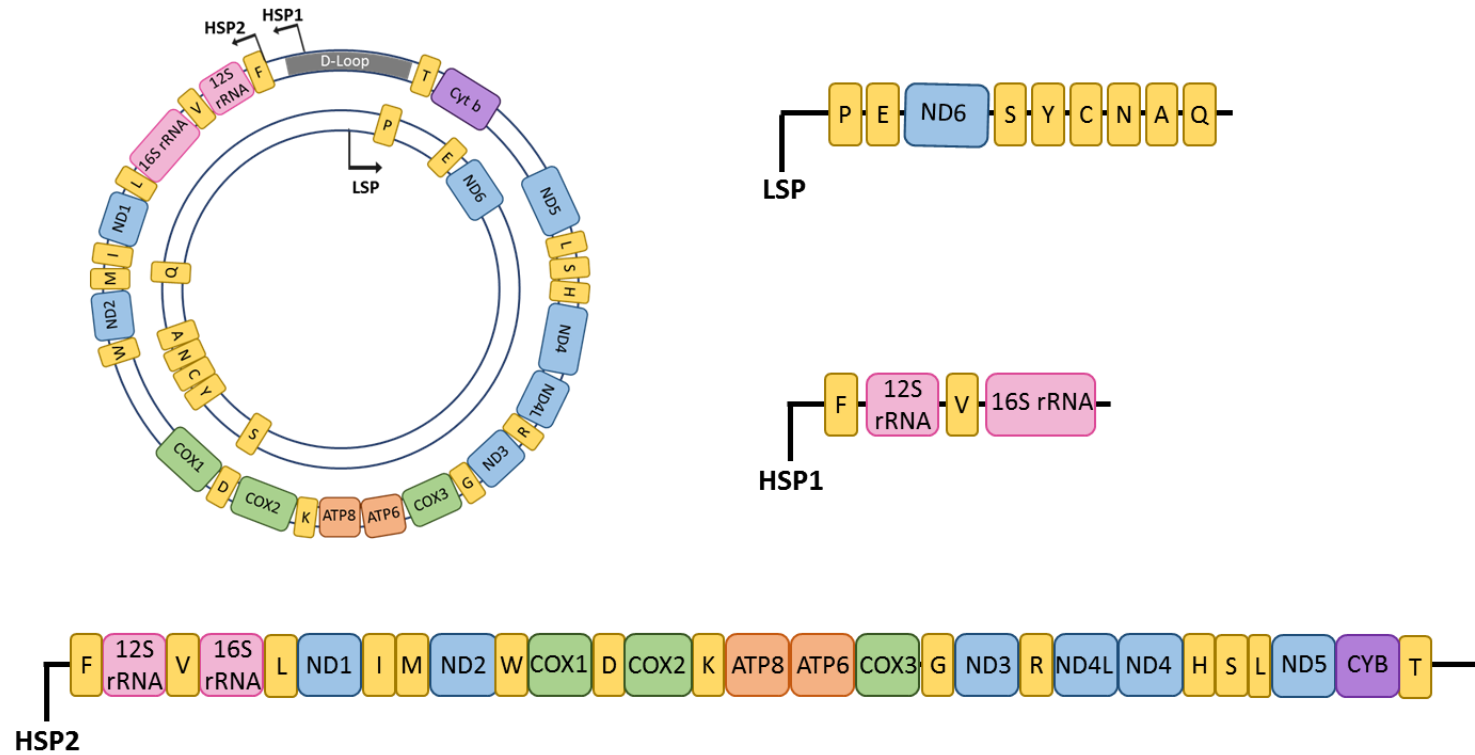 HSP1
HSP2
D-Loop
F
12S
rRNA
V
16S rRNA
L
ND1
I
M
ND2
W
COX1
D
COX2
K
ATP8
ATP6
COX3
G
ND3
R
ND4L
ND4
H
S
L
ND5
Cyt b
T
P
E
ND6
LSP
Q
A
N
C
Y
S
P E ND6 S Y C N A Q
LSP
F 12S rRNA V 16S rRNA
HSP1
F 12S rRNA V 16S rRNA L ND1 I M ND2 W COX1 D COX2 K ATP8 ATP6 COX3 G ND3 R ND4L ND4 H S L ND5 CYB T
HSP2